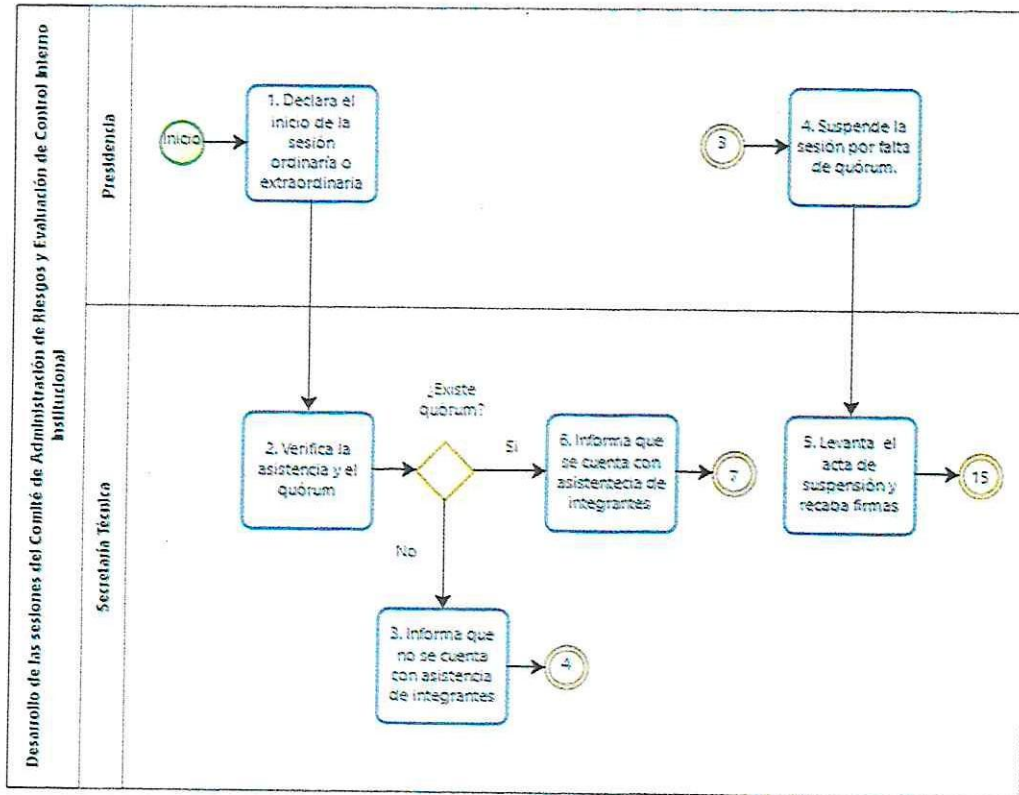 Desarrollo de las sesiones del Comité de Administración de Riesgos y Evaluación de Control Interno
Institucional
Presidencia
Inicio
1. Declara el
inicio de la
sesión
ordinaría o
extraordinaria
3
4. Suspende la
sesión por falta
de quórum.
Secretaría Técnica
2. Verifica la
asistencia y el
quórum
¿Existe
quórum?
Si
No
6. Informa que
se cuenta con
asistentecia de
integrantes
7
5. Levanta el
acta de
suspensión y
recaba firmas
15
3. Informa que
no se cuenta
con asistencia
de integrantes
4